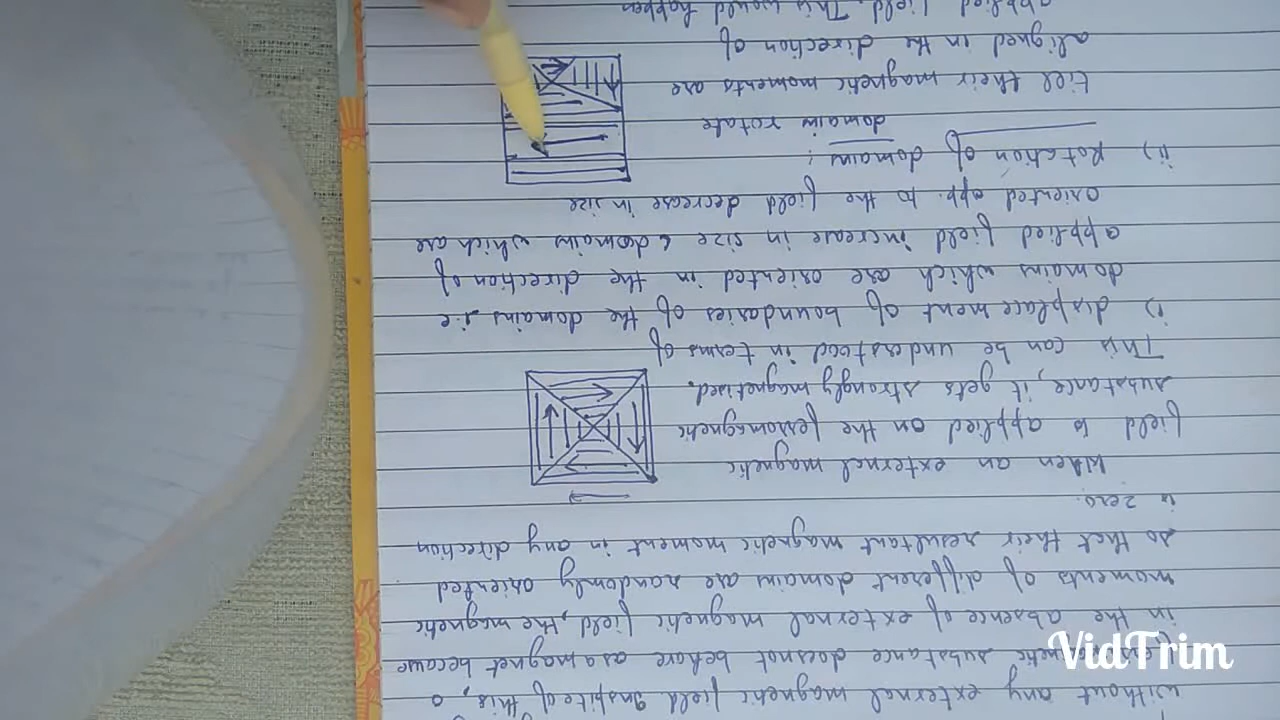 without any external magnetic field Inspite of this, a
ferromagnetic substance doesnot behave as a magnet because
in the absence of external magnetic field, the magnetic
moments of different domains are randomly oriented
so that their resultant magnetic moment in any direction
is zero.
When an external magnetic
field is applied on the ferromagnetic
substance, it gets strongly magnetised.
This can be understood in terms of
i) displacement of boundaries of the domains i.e
domains which are oriented in the direction of
applied field increase in size & domains which are
oriented opp. to the field decrease in size
ii) Rotation of domains:
domain rotate
till their magnetic moments are
aligned in the direction of
applied field. This would happen
VidTrim